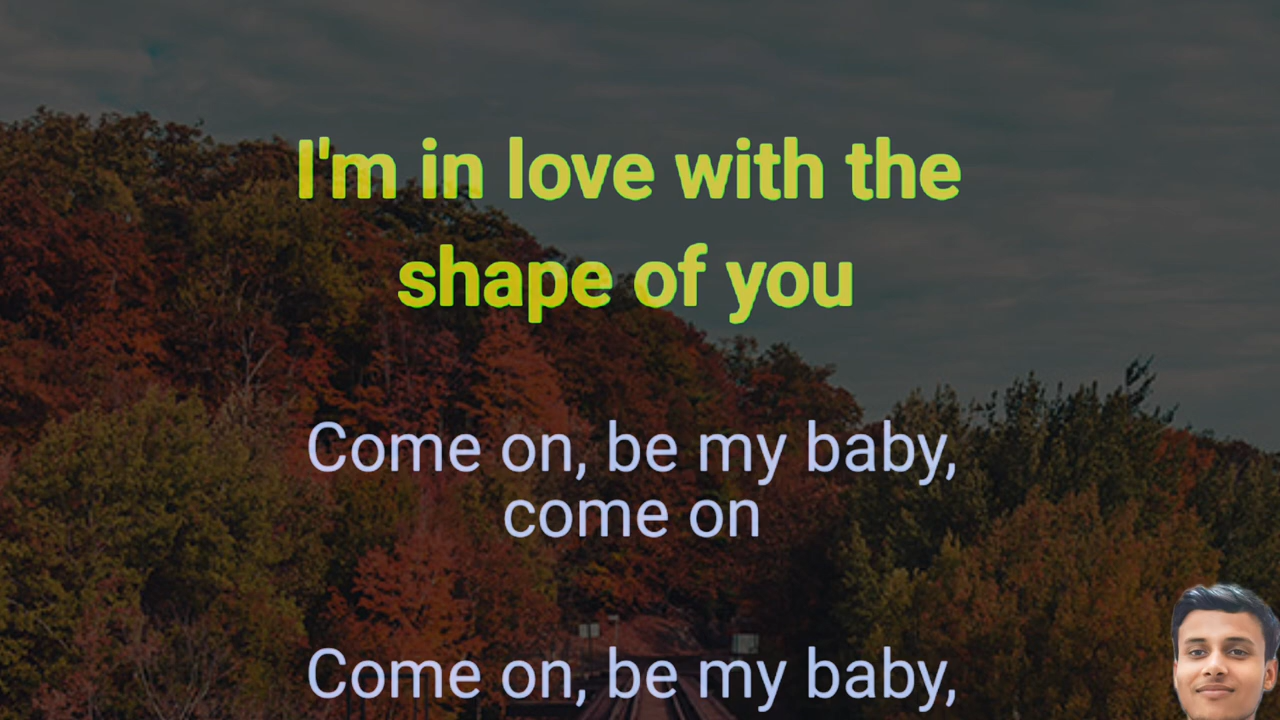 I'm in love with the
shape of you
Come on, be my baby,
come on
Come on, be my baby,